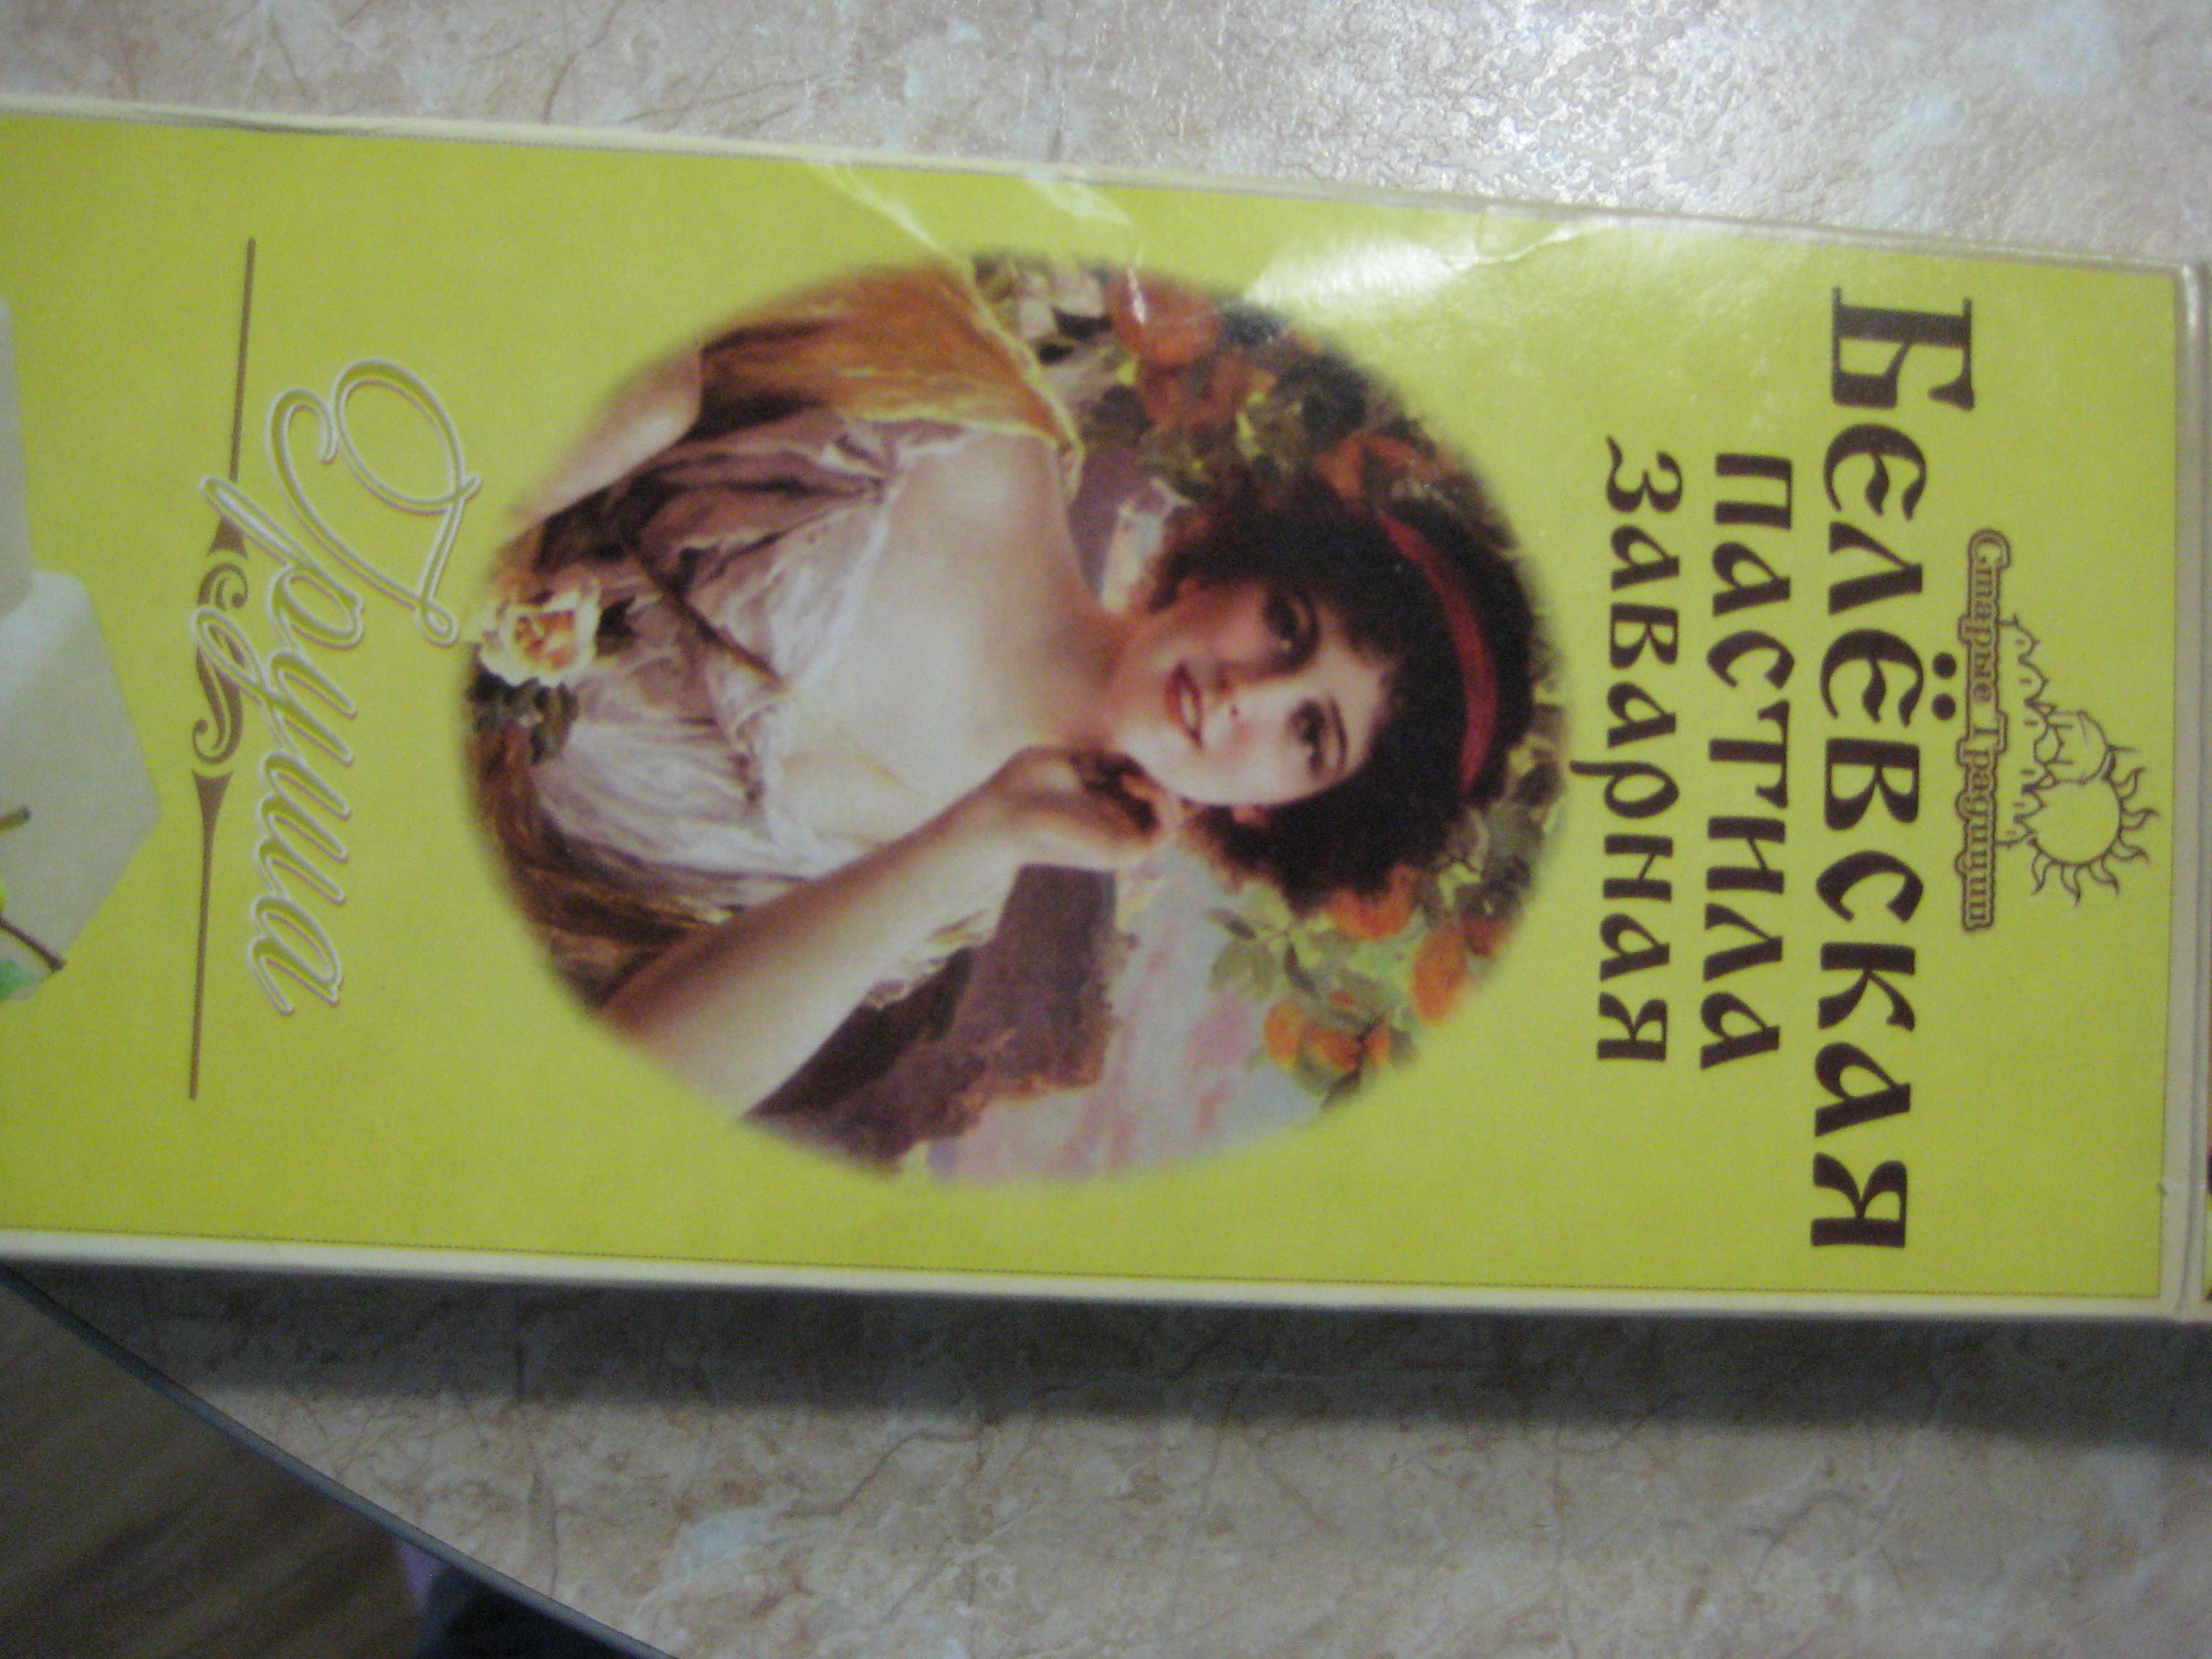 Старые Традиции
Белёвская
пастила
заварная
Груша